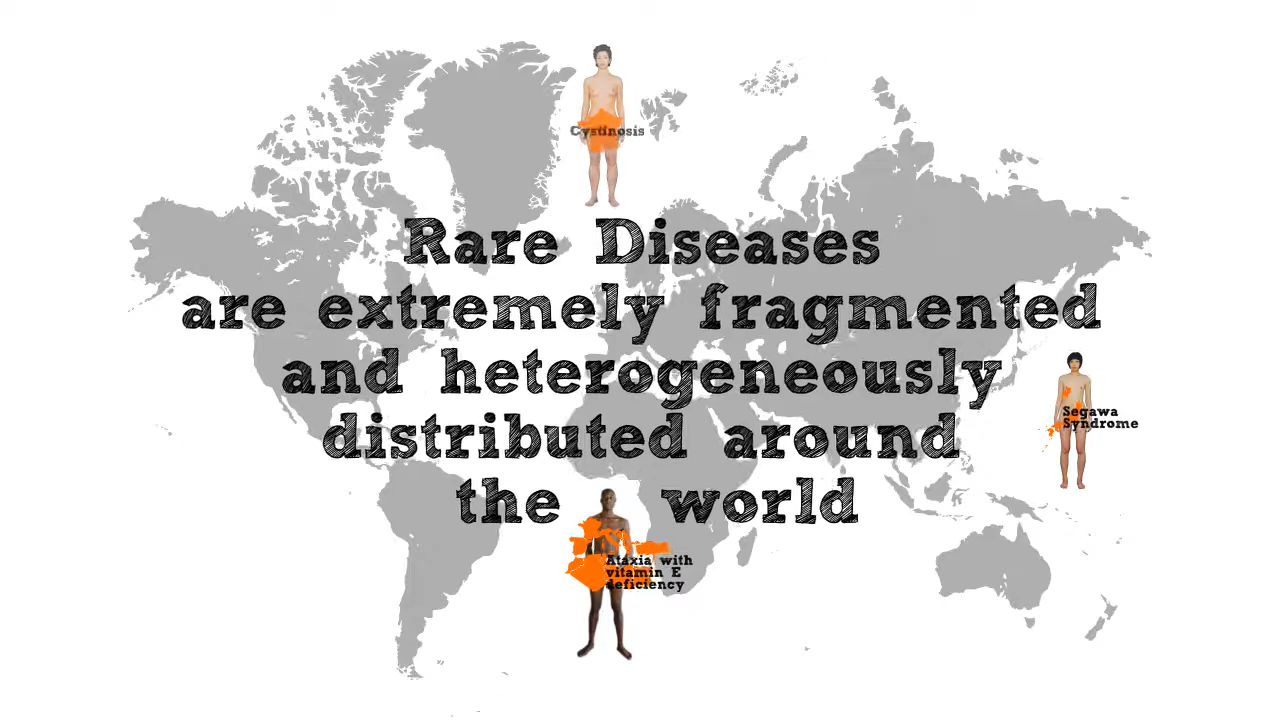 Cystinosis
Rare Diseases
are extremely fragmented
and heterogeneously
distributed around
the world
Segawa
Syndrome
Ataxia with
vitamin E
deficiency